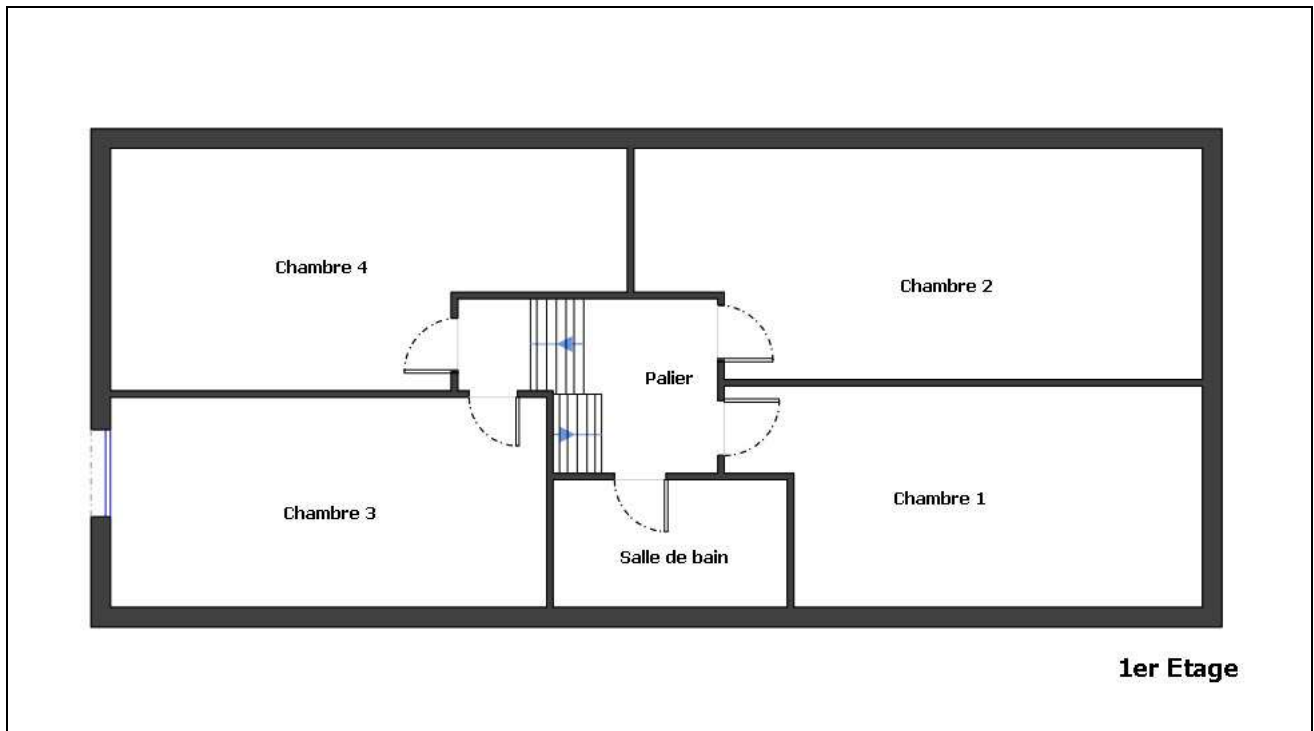 Chambre 4
Chambre 2
Palier
Chambre 3
Chambre 1
Salle de bain
1er Etage